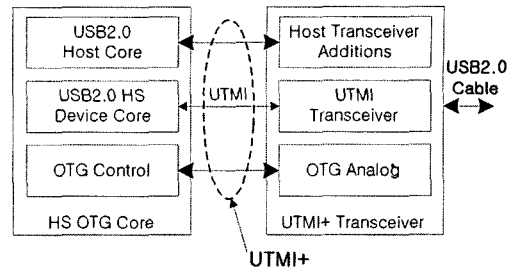 USB2.0
Host Core
Host Transceiver
Additions
USB2.0
Cable
USB2.0 HS
Device Core
UTMI
UTMI
Transceiver
OTG Control
OTG Analog
HS OTG Core
UTMI+ Transceiver
UTMI+